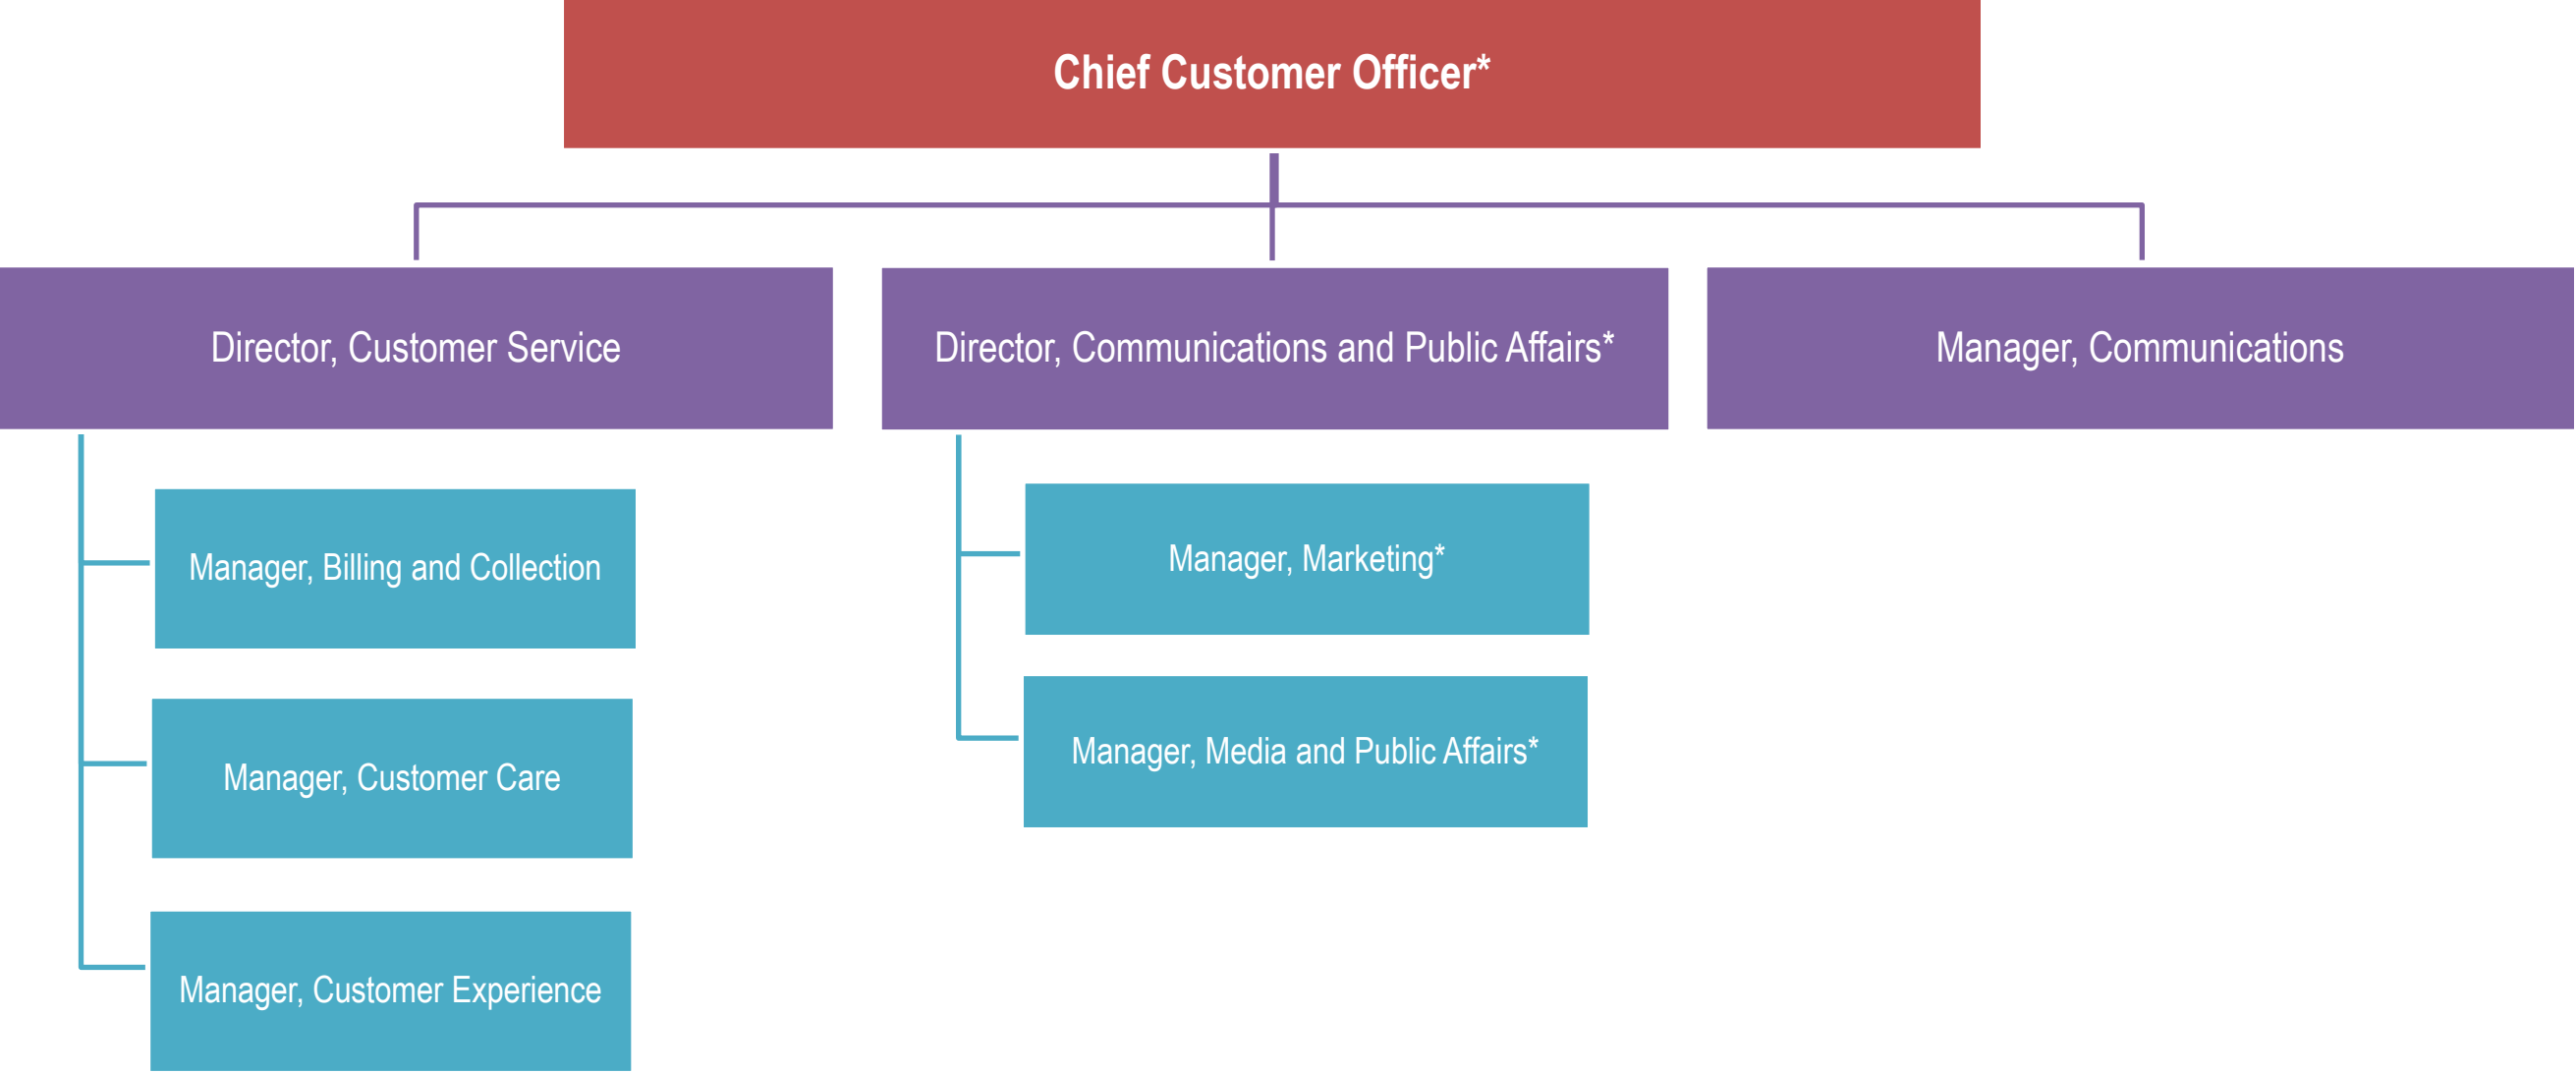 Chief Customer Officer*
Director, Customer Service
Director, Communications and Public Affairs*
Manager, Communications
Manager, Billing and Collection
Manager, Customer Care
Manager, Customer Experience
Manager, Marketing*
Manager, Media and Public Affairs*